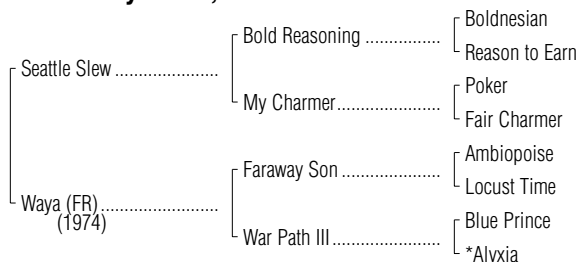 Boldnesian
Bold Reasoning
Reason to Earn
Seattle Slew
Poker
My Charmer
Fair Charmer
Ambiopoise
Faraway Son
Locust Time
Waya (FR)
(1974)
Blue Prince
War Path III
*Alyxia